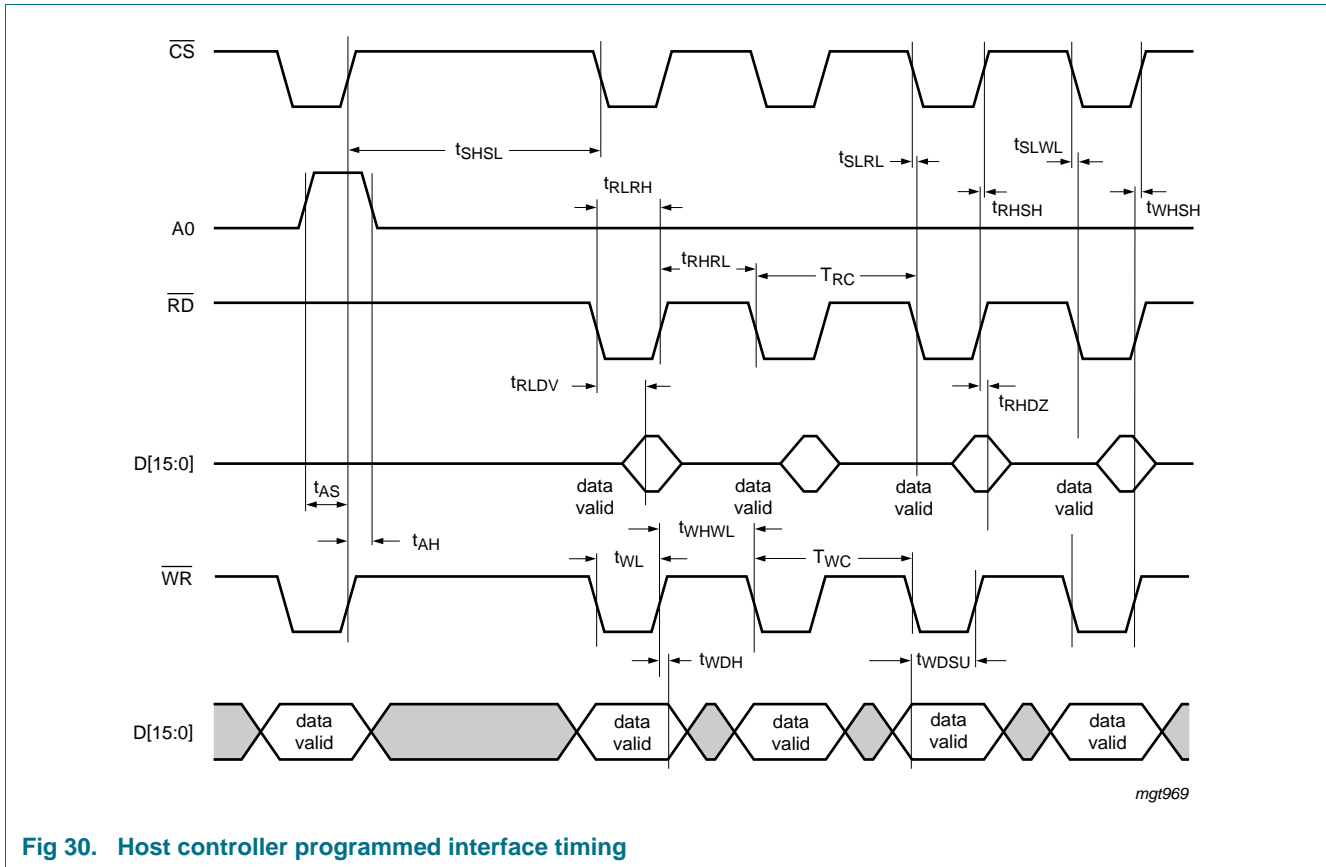 CS
tSHSL
tSLRL
tSLWL
tRLRH
tRHSH
tWHSH
A0
tRHRL
TRC
RD
tRLDV
tRHDZ
D[15:0]
tAS
data valid
data valid
data valid
data valid
tWHWL
tAH
tWL
TWC
WR
tWDH
tWDSU
D[15:0]
data valid
data valid
data valid
data valid
data valid
mgt969
Fig 30. Host controller programmed interface timing